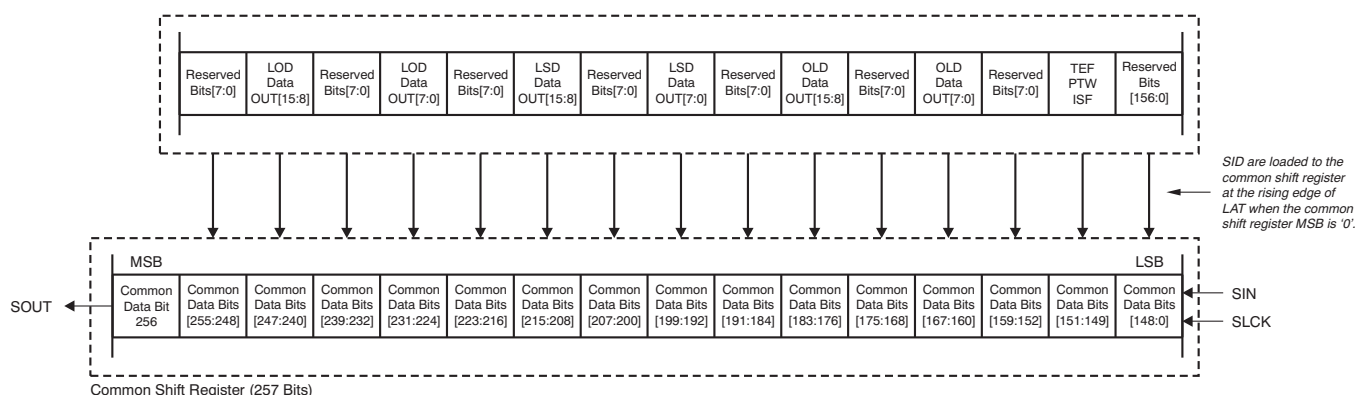 Reserved
Bits[7:0]
LOD
Data
OUT[15:8]
Reserved
Bits[7:0]
LOD
Data
OUT[7:0]
Reserved
Bits[7:0]
LSD
Data
OUT[15:8]
Reserved
Bits[7:0]
LSD
Data
OUT[7:0]
Reserved
Bits[7:0]
OLD
Data
OUT[15:8]
Reserved
Bits[7:0]
OLD
Data
OUT[7:0]
Reserved
Bits[7:0]
TEF
PTW
ISF
Reserved
Bits
[156:0]
SID are loaded to the
common shift register
at the rising edge of
LAT when the common
shift register MSB is ‘0’.
MSB
LSB
SOUT
Common
Data Bit
256
Common
Data Bits
[255:248]
Common
Data Bits
[247:240]
Common
Data Bits
[239:232]
Common
Data Bits
[231:224]
Common
Data Bits
[223:216]
Common
Data Bits
[215:208]
Common
Data Bits
[207:200]
Common
Data Bits
[199:192]
Common
Data Bits
[191:184]
Common
Data Bits
[183:176]
Common
Data Bits
[175:168]
Common
Data Bits
[167:160]
Common
Data Bits
[159:152]
Common
Data Bits
[151:149]
Common
Data Bits
[148:0]
SIN
SLCK
Common Shift Register (257 Bits)